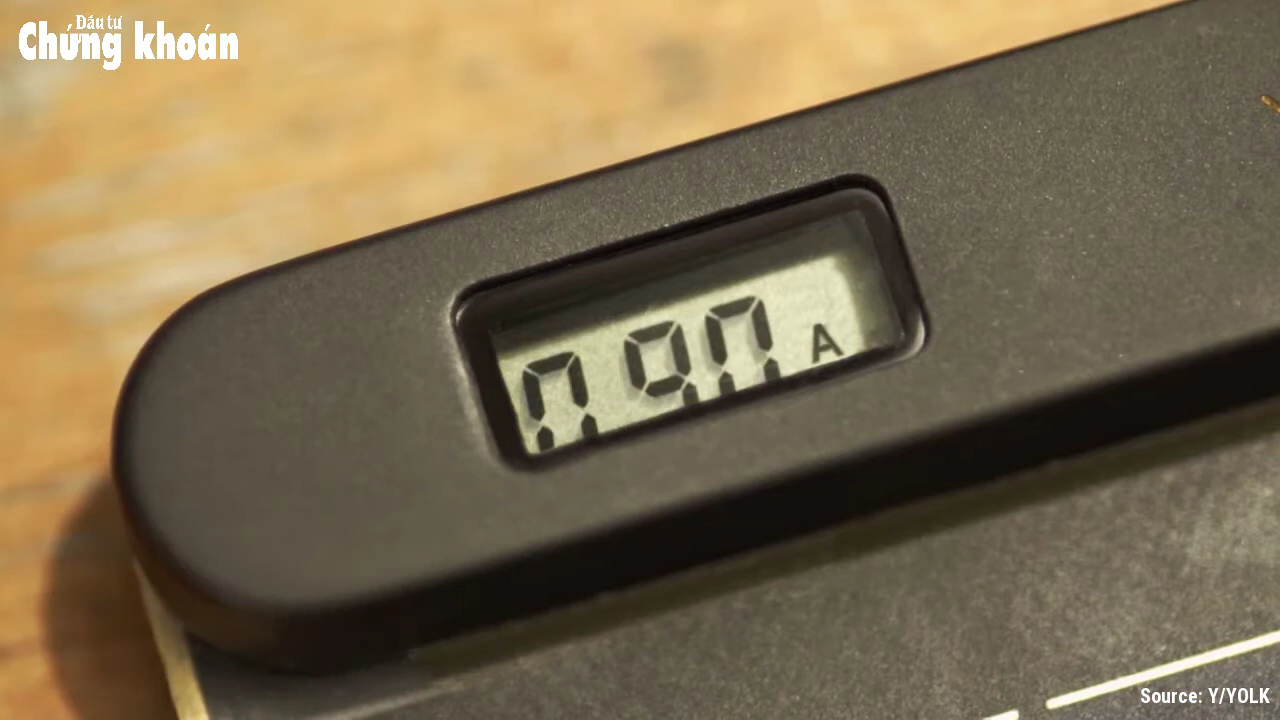 Đầu tư
Chứng khoán
0.90 A
Source: Y/YOLK